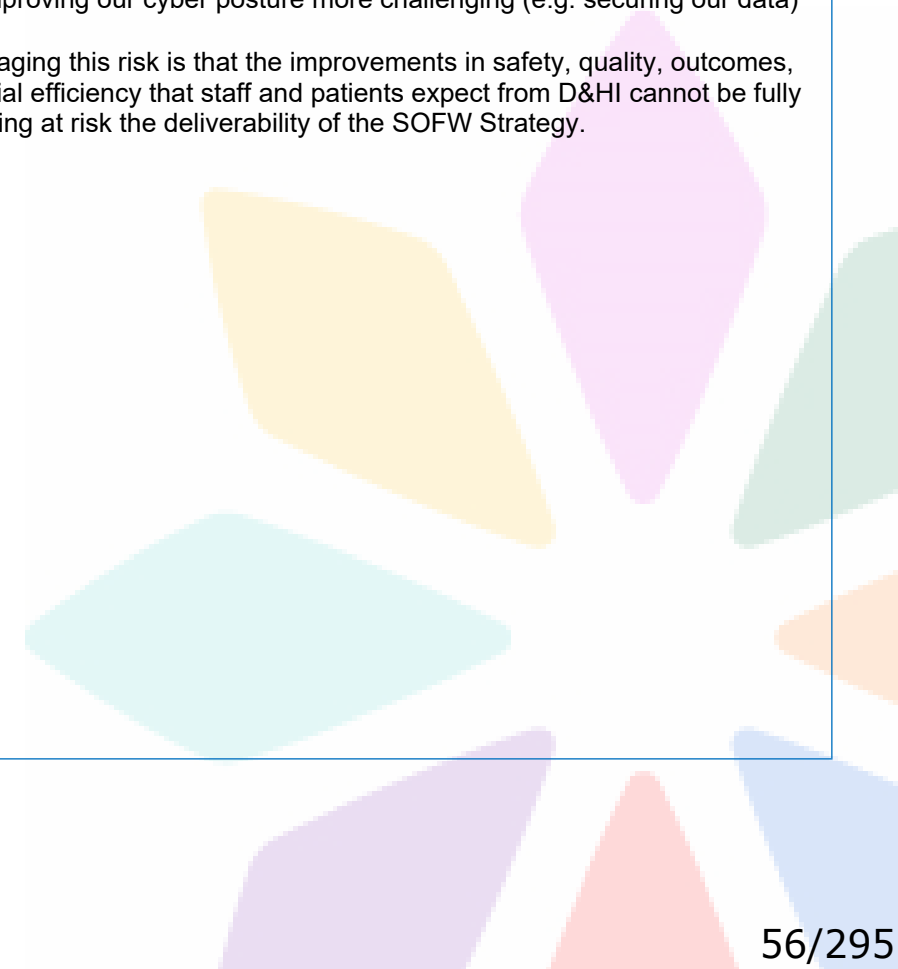 proving our cyber posture more challenging (e.g. securing our data)
aging this risk is that the improvements in safety, quality, outcomes,
ial efficiency that staff and patients expect from D&HI cannot be fully
ing at risk the deliverability of the SOFW Strategy.
56/295